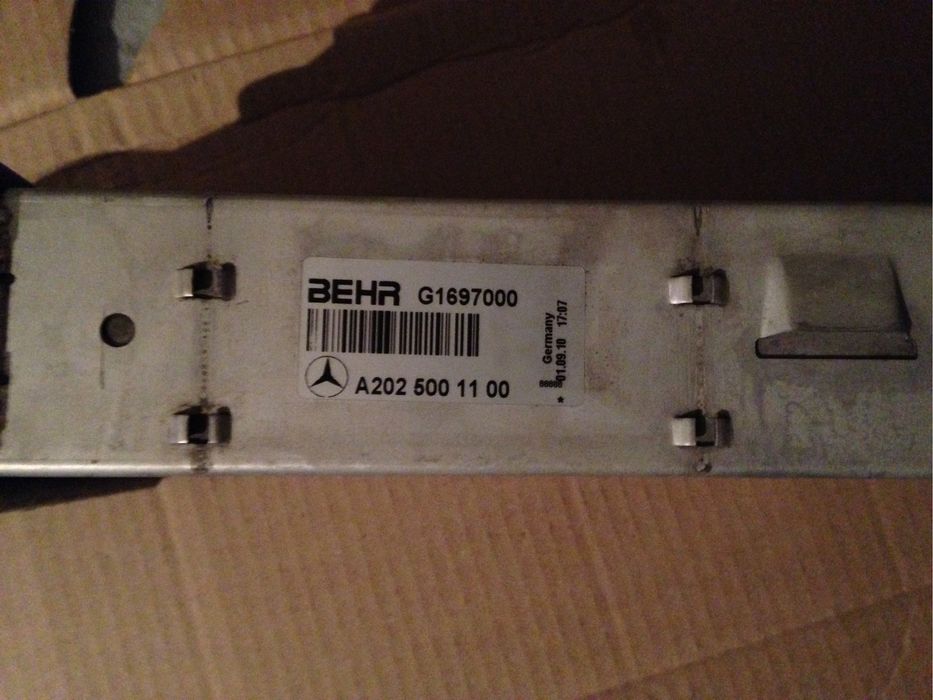 BEHR G1697000
A202 500 11 00
Germany
01.09.10 17:07
*